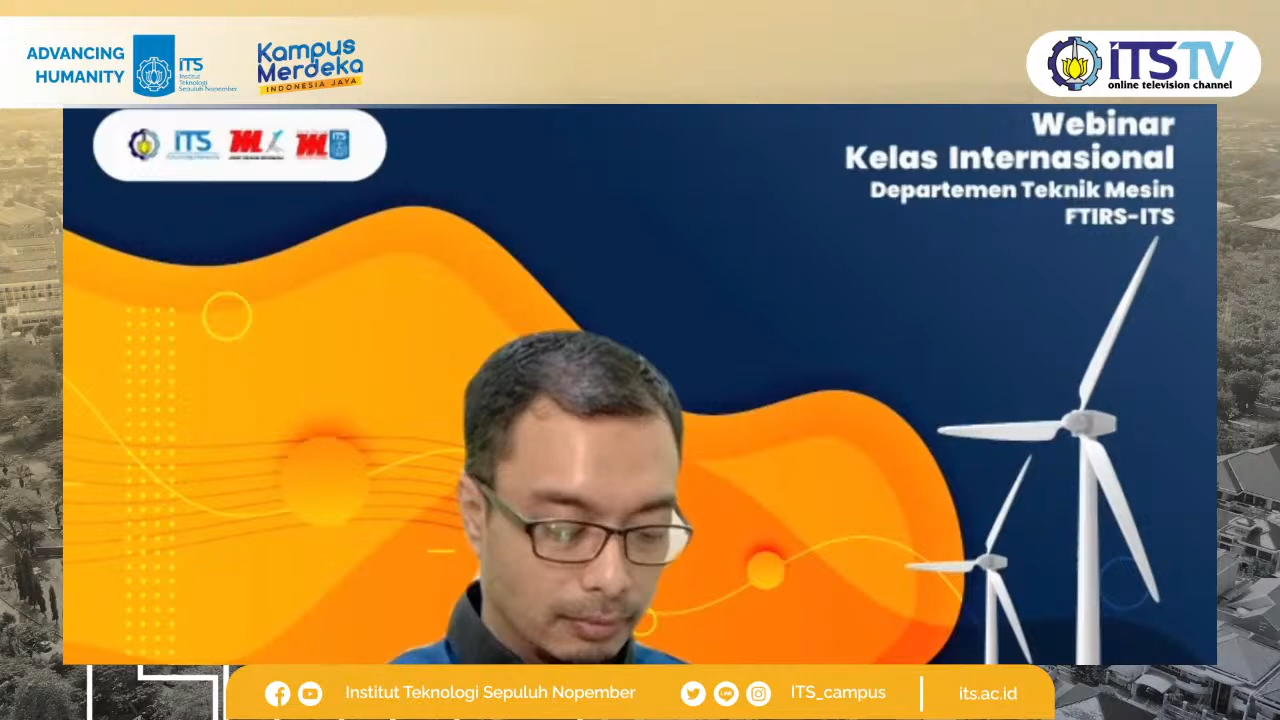 ADVANCING
HUMANITY
ITS
Institut
Teknologi
Sepuluh Nopember
Kampus
Merdeka
INDONESIA JAYA
ITS TV
online television channel
ITS
Webinar
Kelas Internasional
Departemen Teknik Mesin
FTIRS-ITS
Institut Teknologi Sepuluh Nopember
ITS_campus
its.ac.id